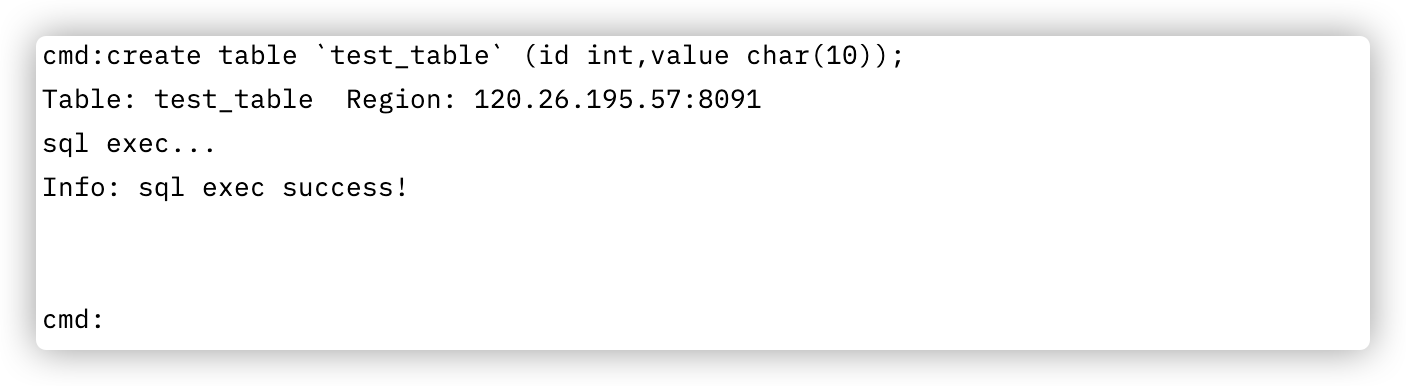 cmd:create table `test_table` (id int,value char(10));
Table: test_table  Region: 120.26.195.57:8091
sql exec...
Info: sql exec success!
cmd: